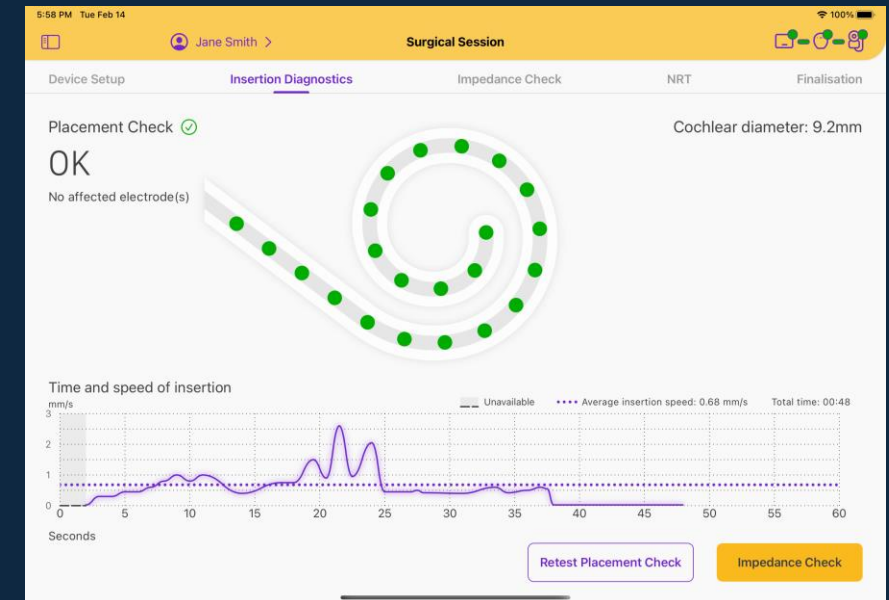 5:58 PM Tue Feb 14
100%
Jane Smith >
Surgical Session
Device Setup
Insertion Diagnostics
Impedance Check
NRT
Finalisation
Placement Check
Cochlear diameter: 9.2mm
OK
No affected electrode(s)
Time and speed of insertion
mm/s
Unavailable
Average insertion speed: 0.68 mm/s
Total time: 00:48
3
2
1
0
0 5 10 15 20 25 30 35 40 45 50 55 60
Seconds
Retest Placement Check
Impedance Check